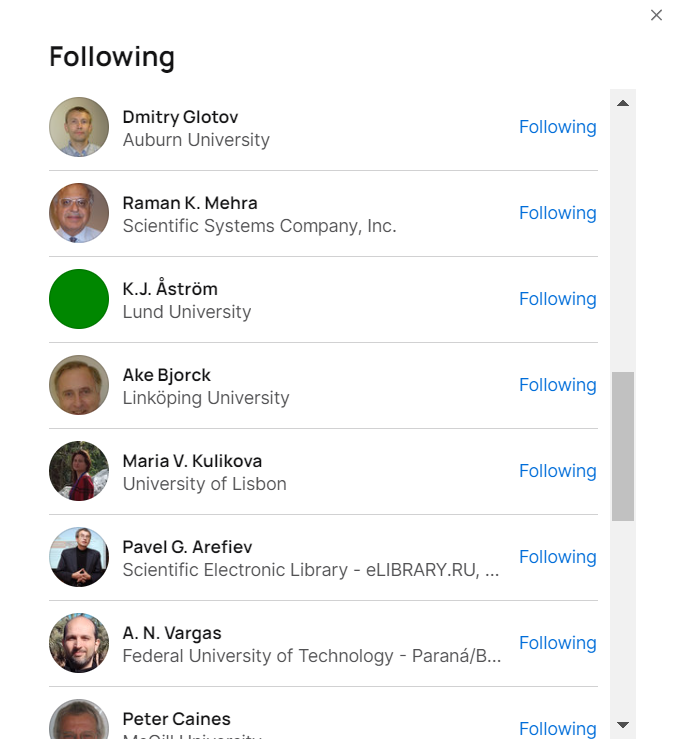 Following
Dmitry Glotov
Auburn University
Following
Raman K. Mehra
Scientific Systems Company, Inc.
Following
K.J. Åström
Lund University
Following
Ake Bjorck
Linköping University
Following
Maria V. Kulikova
University of Lisbon
Following
Pavel G. Arefiev
Scientific Electronic Library - eLIBRARY.RU, ...
Following
A. N. Vargas
Federal University of Technology - Paraná/B...
Following
Peter Caines
McGill University
Following